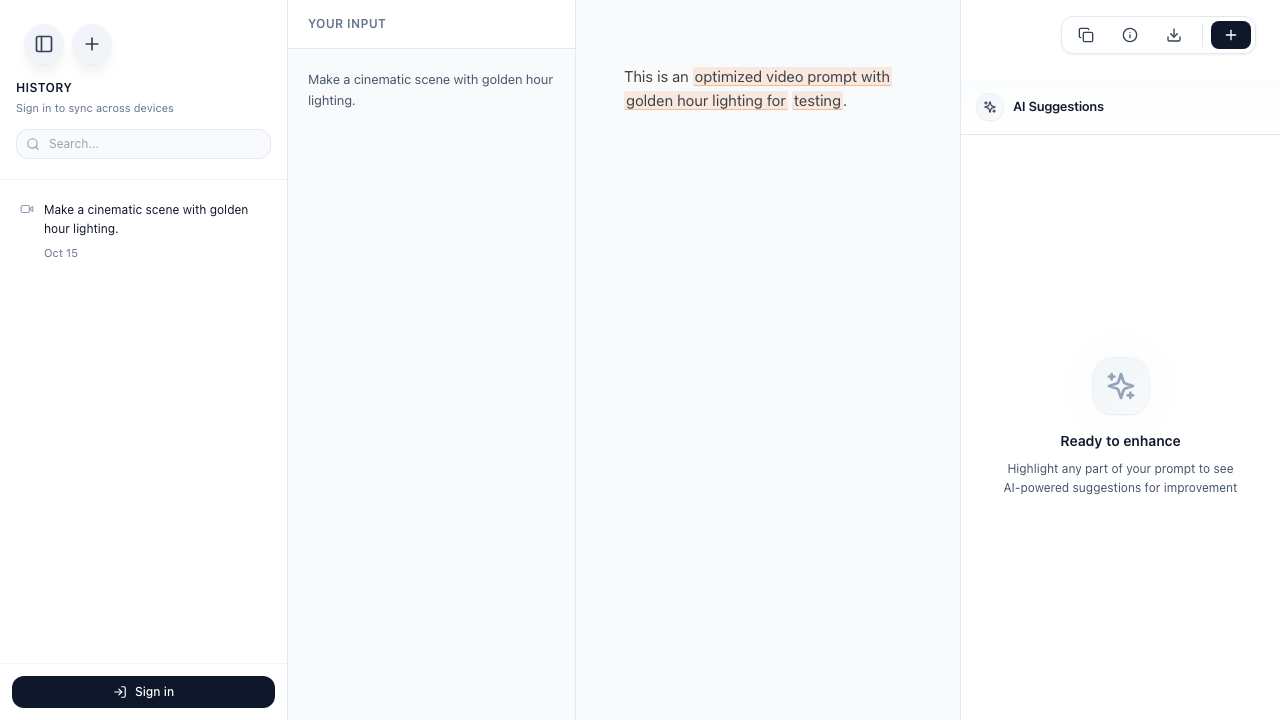 HISTORY
Sign in to sync across devices
Search...
Make a cinematic scene with golden
hour lighting.
Oct 15
Sign in
YOUR INPUT
Make a cinematic scene with golden hour
lighting.
This is an optimized video prompt with
golden hour lighting for testing.
AI Suggestions
Ready to enhance
Highlight any part of your prompt to see
AI-powered suggestions for improvement